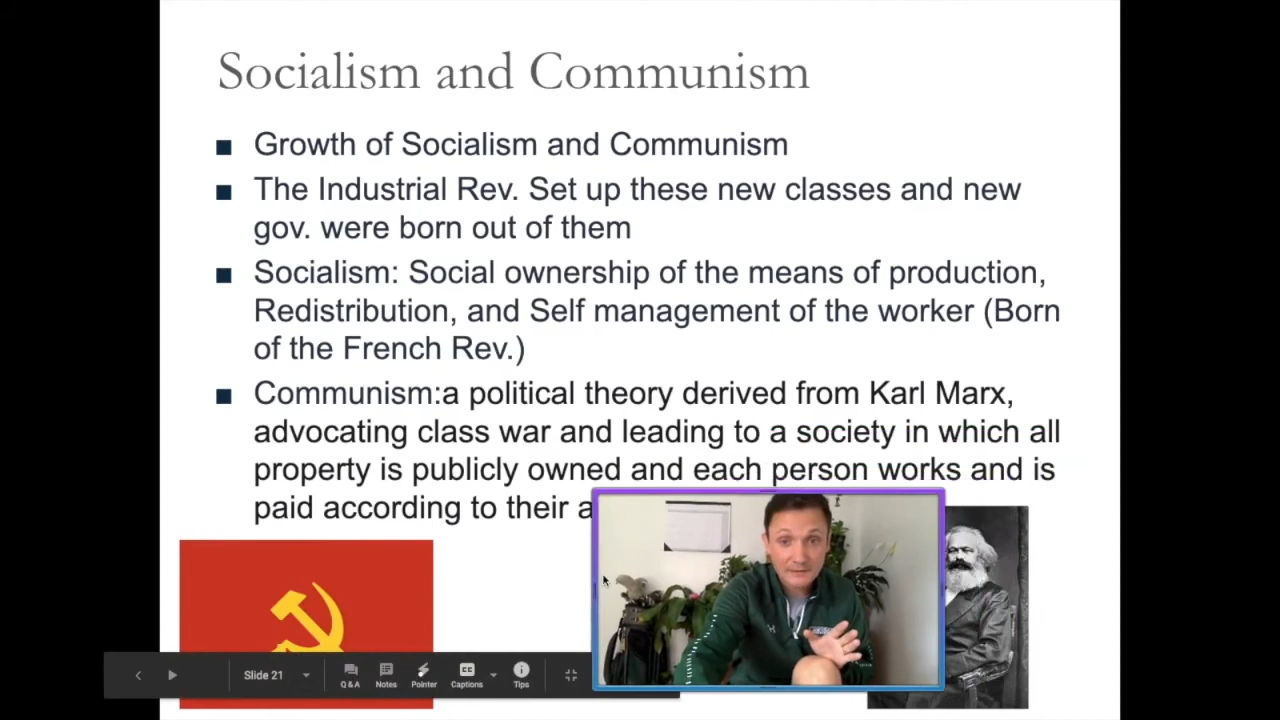 Socialism and Communism
Growth of Socialism and Communism
The Industrial Rev. Set up these new classes and new
gov. were born out of them
Socialism: Social ownership of the means of production,
Redistribution, and Self management of the worker (Born
of the French Rev.)
Communism:a political theory derived from Karl Marx,
advocating class war and leading to a society in which all
property is publicly owned and each person works and is
paid according to their a
Slide 21
Q & A
Notes
Pointer
CC
Captions
Tips